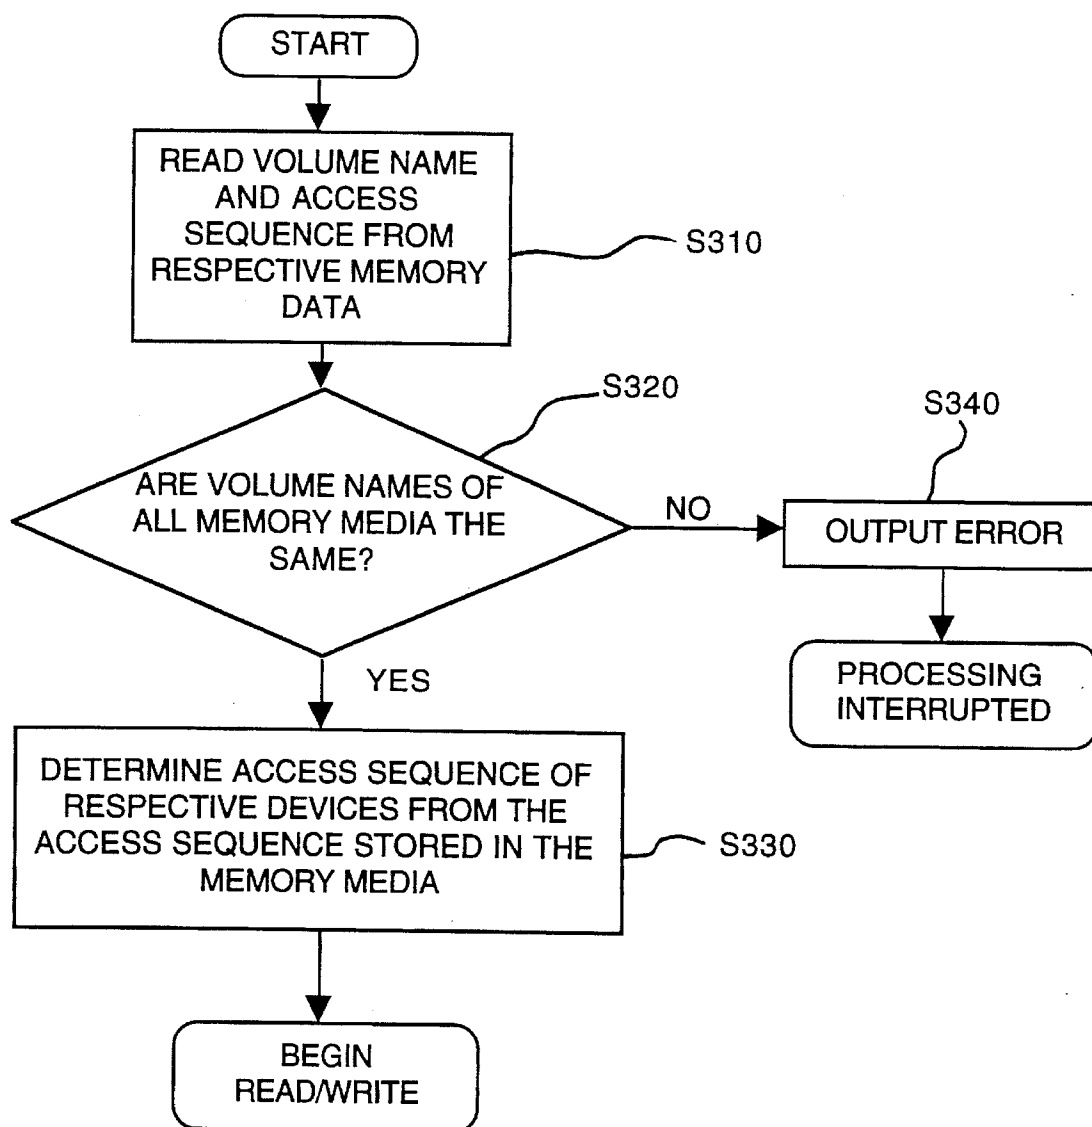 START
READ VOLUME NAME
AND ACCESS
SEQUENCE FROM
RESPECTIVE MEMORY
DATA
S310
S320
ARE VOLUME NAMES OF
ALL MEMORY MEDIA THE
SAME?
NO
S340
OUTPUT ERROR
PROCESSING
INTERRUPTED
YES
DETERMINE ACCESS SEQUENCE OF
RESPECTIVE DEVICES FROM THE
ACCESS SEQUENCE STORED IN THE
MEMORY MEDIA
S330
BEGIN
READ/WRITE